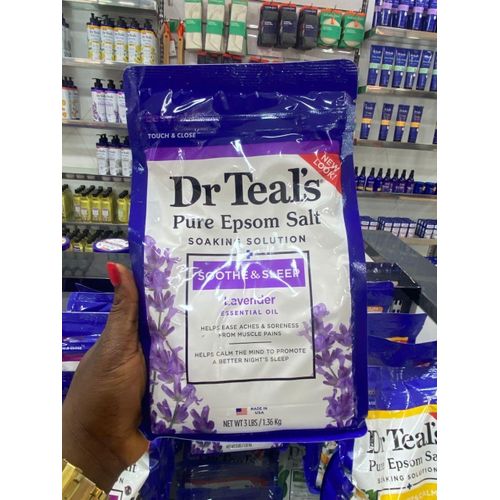 TOUCH & CLOSE
NEW
LOOK!
Dr Teal's
Pure Epsom Salt
SOAKING SOLUTION
SOOTHE & SLEEP
Lavender
ESSENTIAL OIL
HELPS EASE ACHES & SORENESS
FROM MUSCLE PAINS
HELPS CALM THE MIND TO PROMOTE
A BETTER NIGHT'S SLEEP
MADE IN
USA
NET WT 3 LBS / 1.36 Kg
Dr Teal's
Pure Epsom Salt
SOAKING SOLUTION